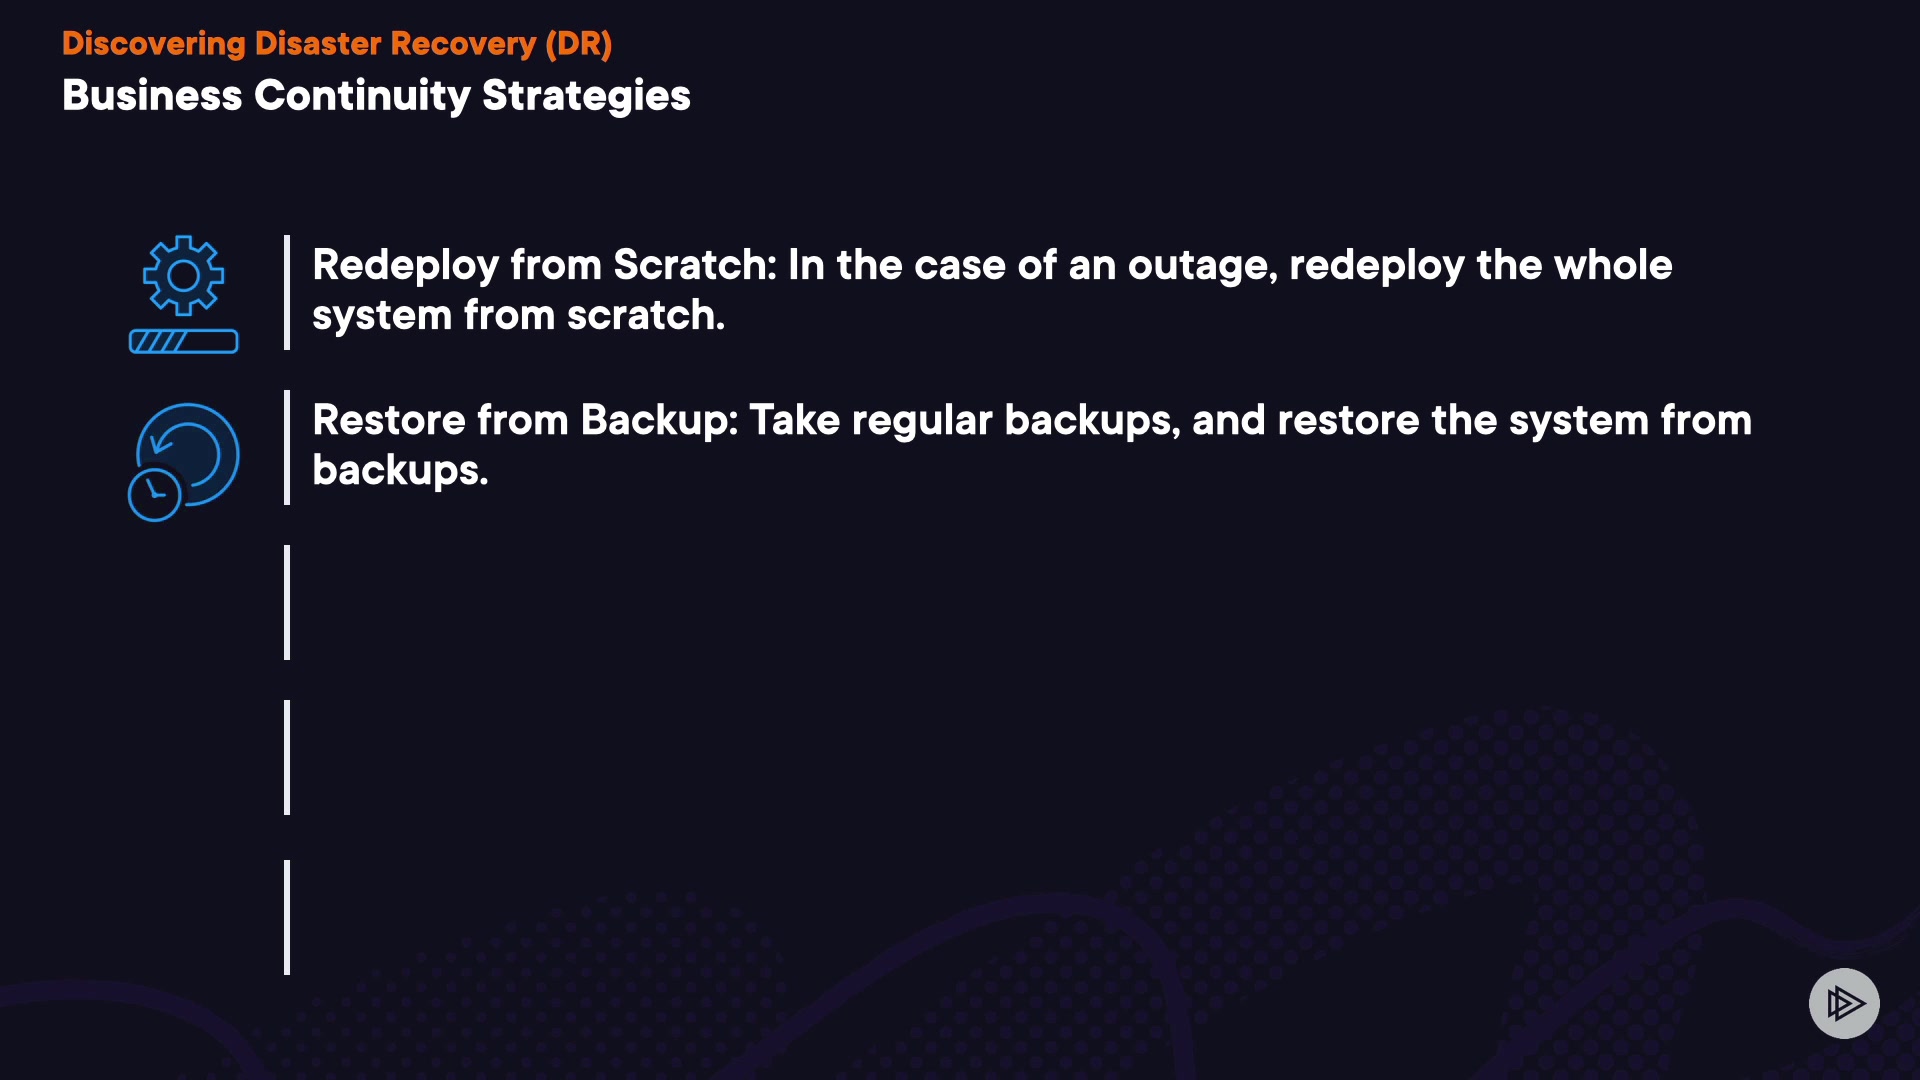 Discovering Disaster Recovery (DR)
Business Continuity Strategies
Redeploy from Scratch: In the case of an outage, redeploy the whole
system from scratch.
Restore from Backup: Take regular backups, and restore the system from
backups.